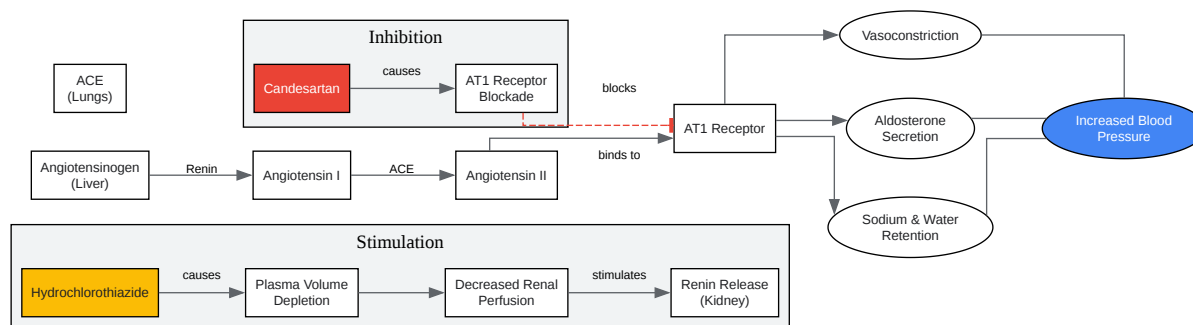 Inhibition
Candesartan
causes
AT1 Receptor
Blockade
blocks
ACE
(Lungs)
Vasoconstriction
AT1 Receptor
Aldosterone
Secretion
Increased Blood
Pressure
binds to
Angiotensinogen
(Liver)
Renin
Angiotensin I
ACE
Angiotensin II
Sodium & Water
Retention
Stimulation
Hydrochlorothiazide
causes
Plasma Volume
Depletion
Decreased Renal
Perfusion
stimulates
Renin Release
(Kidney)